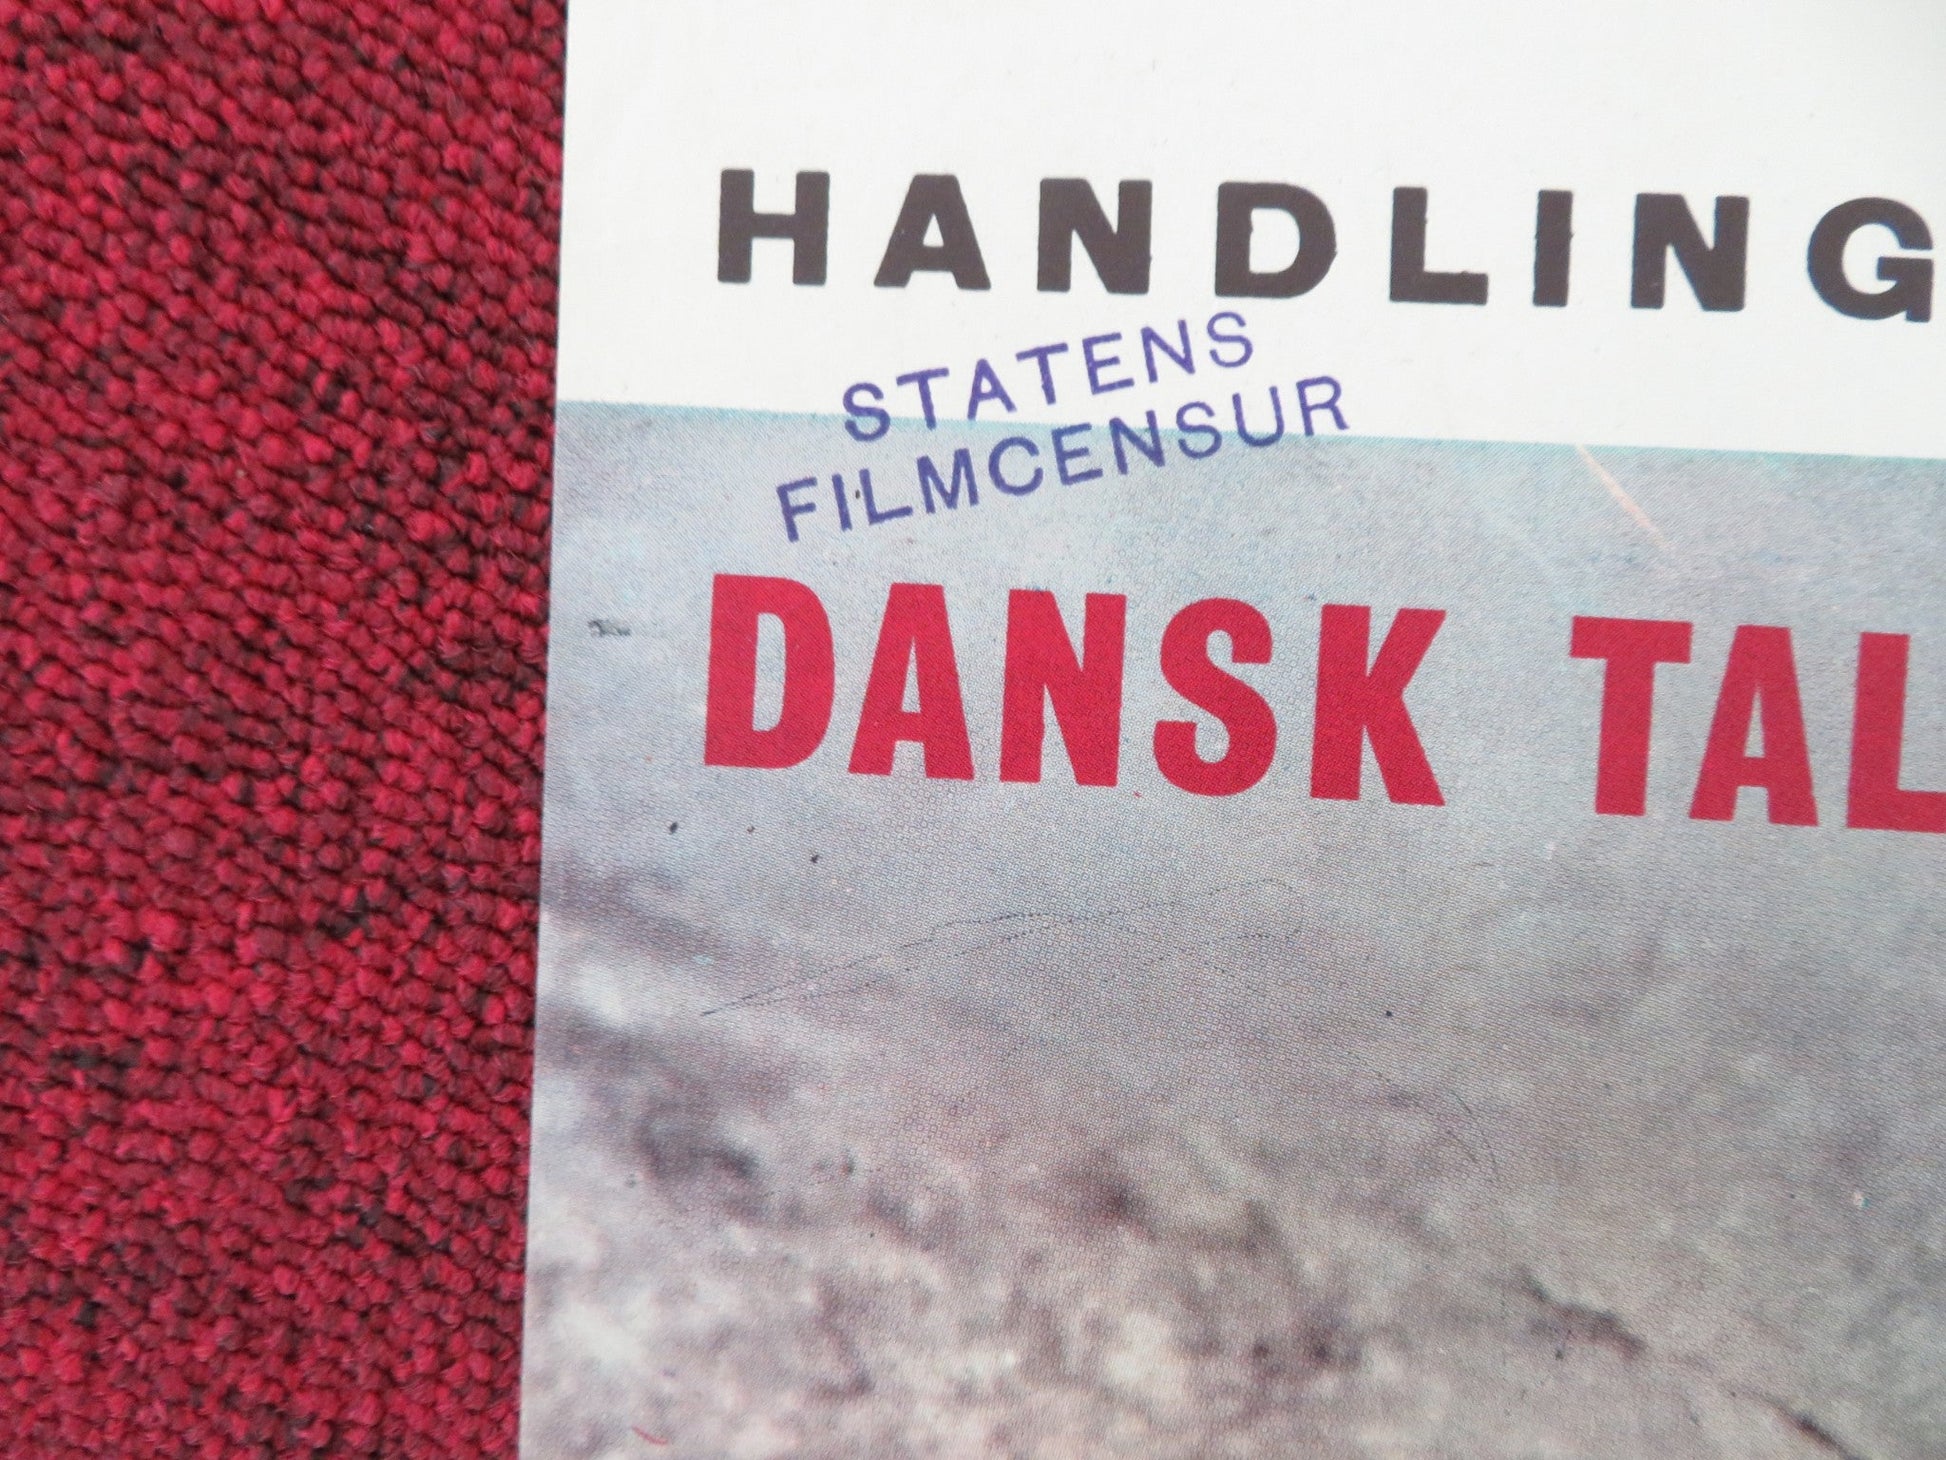 HANDLING
STATENS
FILMCENSUR
DANSK TAL